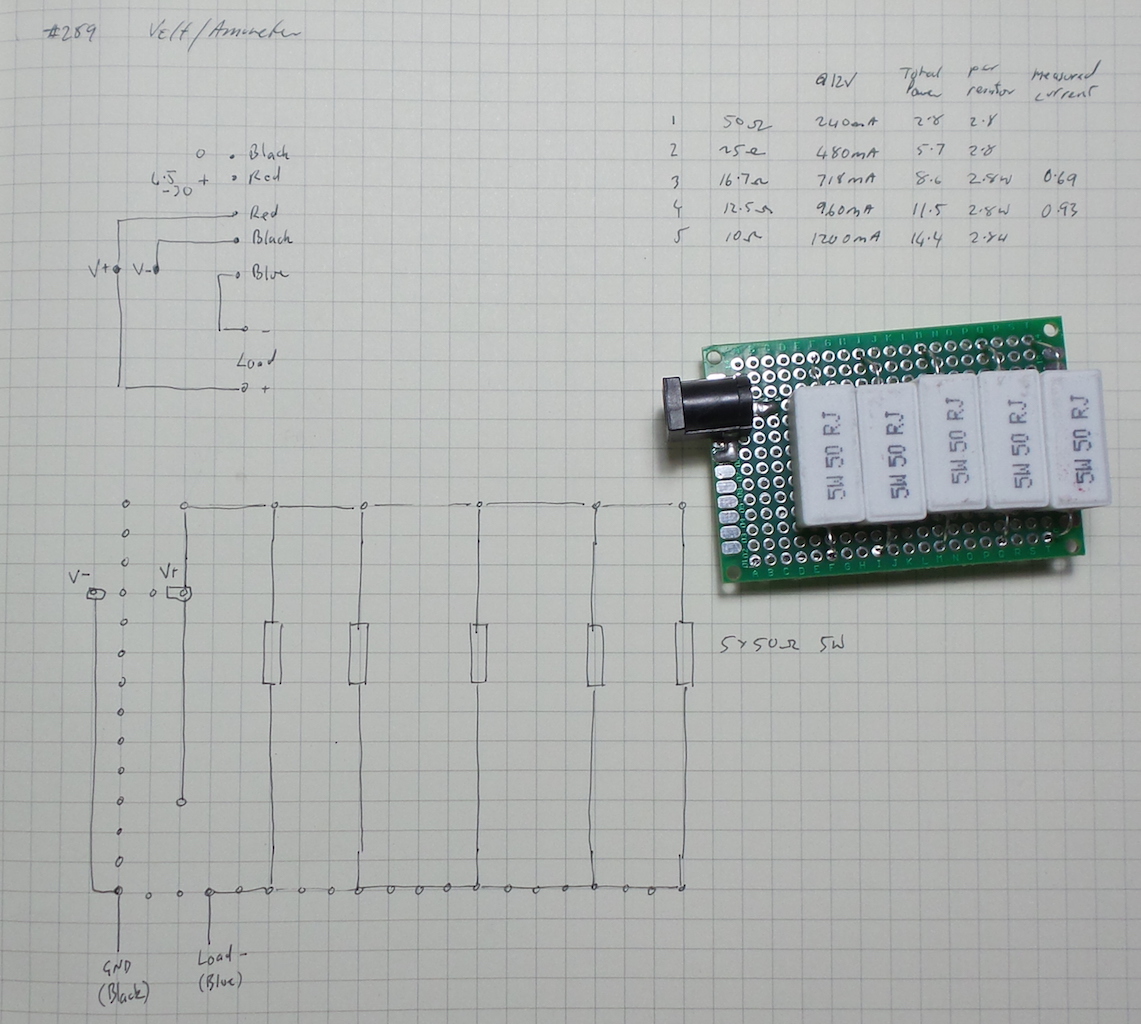 #289 Volt/Ammeter
@12V Total Power per resistor Measured current
1 50Ω 240mA 2.8 2.8
2 25Ω 480mA 5.7 2.8
3 16.7Ω 718mA 8.6 2.8W 0.69
4 12.5Ω 960mA 11.5 2.8W 0.93
5 10Ω 1200mA 14.4 2.84
0 Black
4.5 -30 + Red
Red
Black
V+ V- Blue
-
Load
+
5W 50 RJ
5W 50 RJ
5W 50 RJ
5W 50 RJ
5W 50 RJ
V- V+
5x50Ω 5W
GND
(Black)
Load -
(Blue)